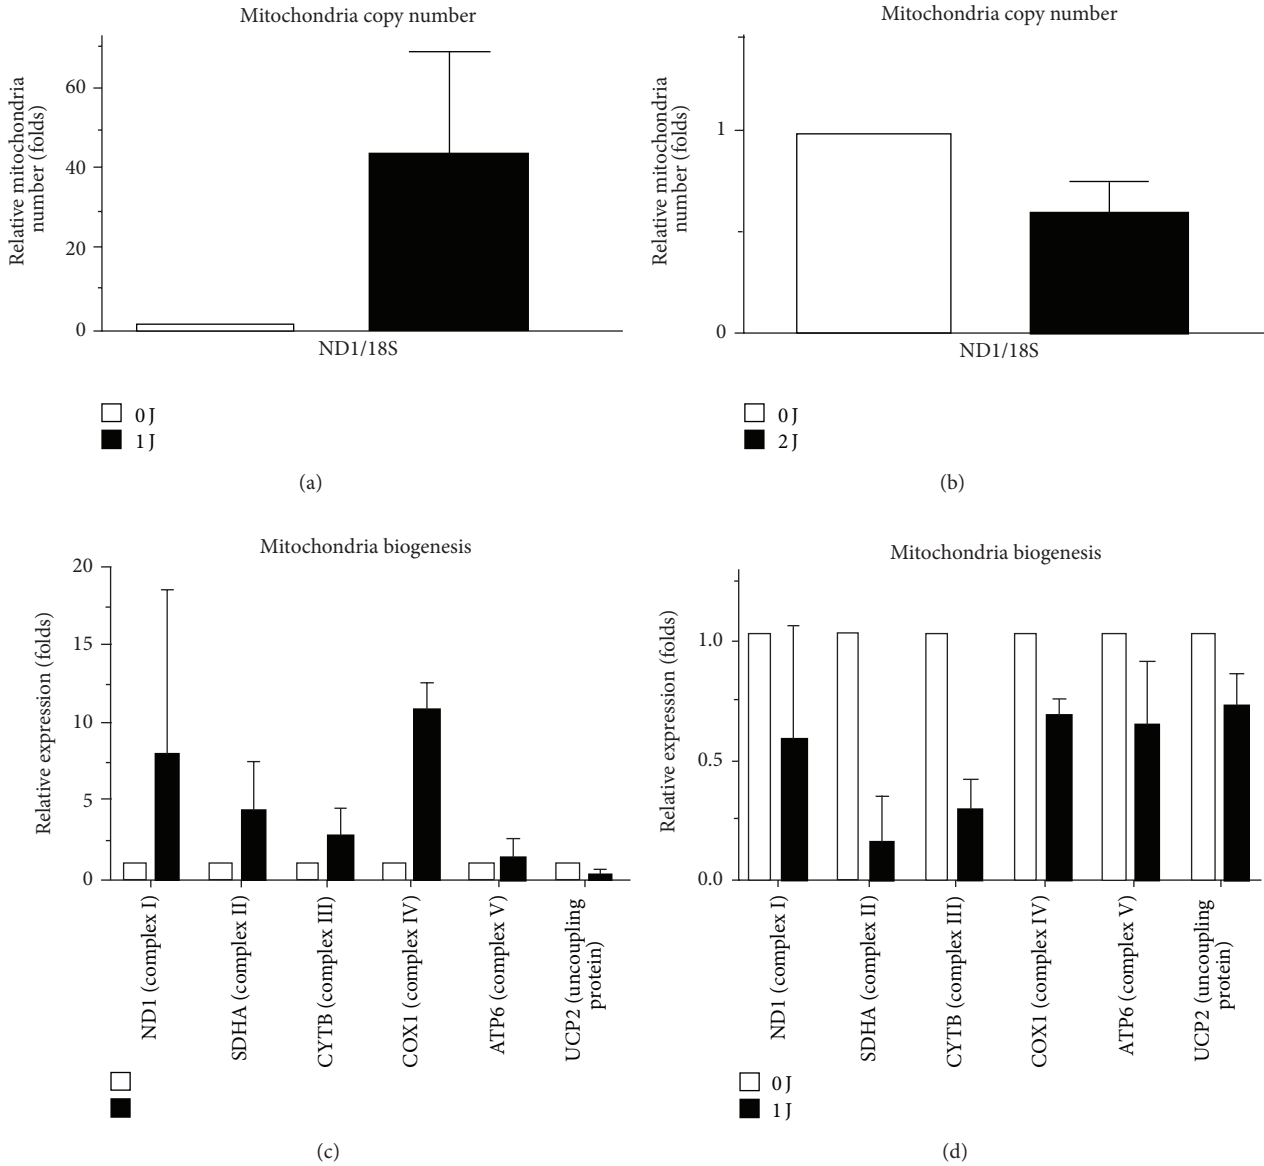 Mitochondria copy number
Relative mitochondria
number (folds)
60
40
20
0
ND1/18S
0 J
1 J
(a)
Mitochondria copy number
Relative mitochondria
number (folds)
1
0
ND1/18S
0 J
2 J
(b)
Mitochondria biogenesis
Relative expression (folds)
20
15
10
5
0
ND1 (complex I)
SDHA (complex II)
CYTB (complex III)
COX1 (complex IV)
ATP6 (complex V)
UCP2 (uncoupling
protein)
(c)
Mitochondria biogenesis
Relative expression (folds)
1.0
0.5
0.0
ND1 (complex I)
SDHA (complex II)
CYTB (complex III)
COX1 (complex IV)
ATP6 (complex V)
UCP2 (uncoupling
protein)
0 J
1 J
(d)